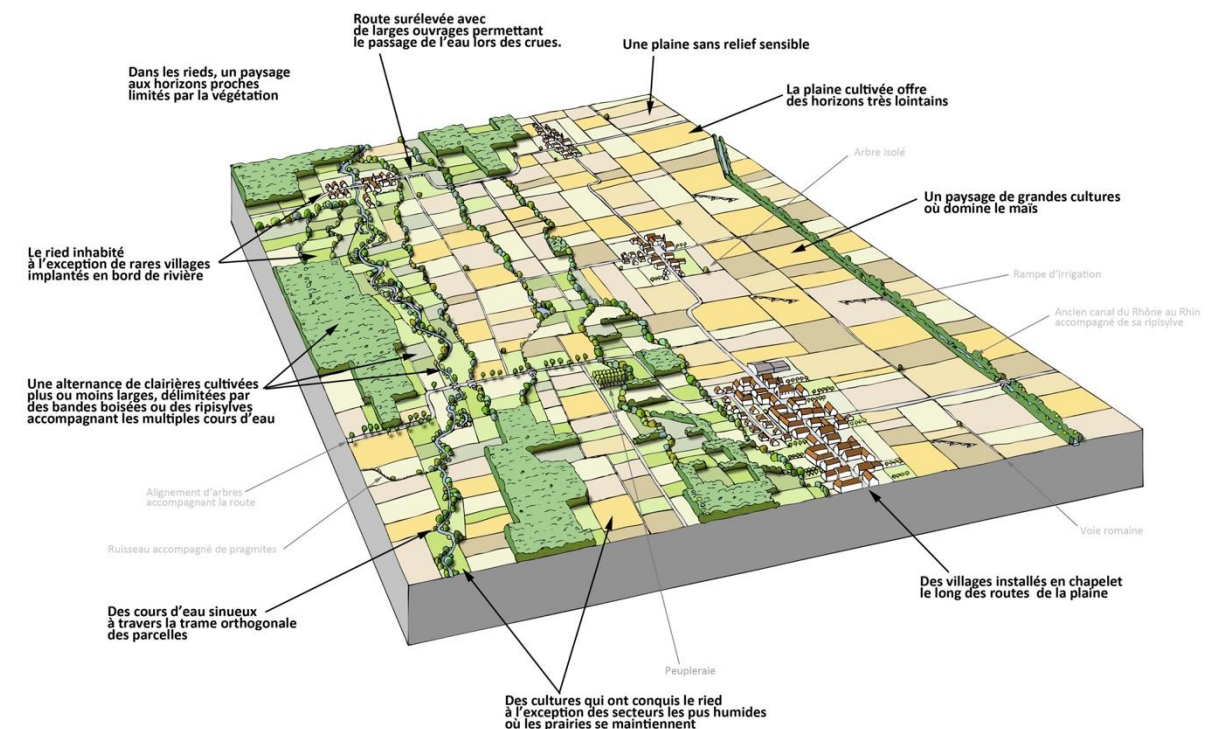 Route surélevée avec
de larges ouvrages permettant
le passage de l'eau lors des crues.
Une plaine sans relief sensible
Dans les rieds, un paysage
aux horizons proches
limités par la végétation
La plaine cultivée offre
des horizons très lointains
Arbre isolé
Un paysage de grandes cultures
où domine le maïs
Le ried inhabité
à l'exception de rares villages
implantés en bord de rivière
Rampe d'irrigation
Ancien canal du Rhône au Rhin
accompagné de sa ripisylve
Une alternance de clairières cultivées
plus ou moins larges, délimitées par
des bandes boisées ou des ripisylves
accompagnant les multiples cours d'eau
Alignement d'arbres
accompagnant la route
Ruisseau accompagné de pragmites
Voie romaine
Des villages installés en chapelet
le long des routes de la plaine
Des cours d'eau sinueux
à travers la trame orthogonale
des parcelles
Peupleraie
Des cultures qui ont conquis le ried
à l'exception des secteurs les pus humides
où les prairies se maintiennent